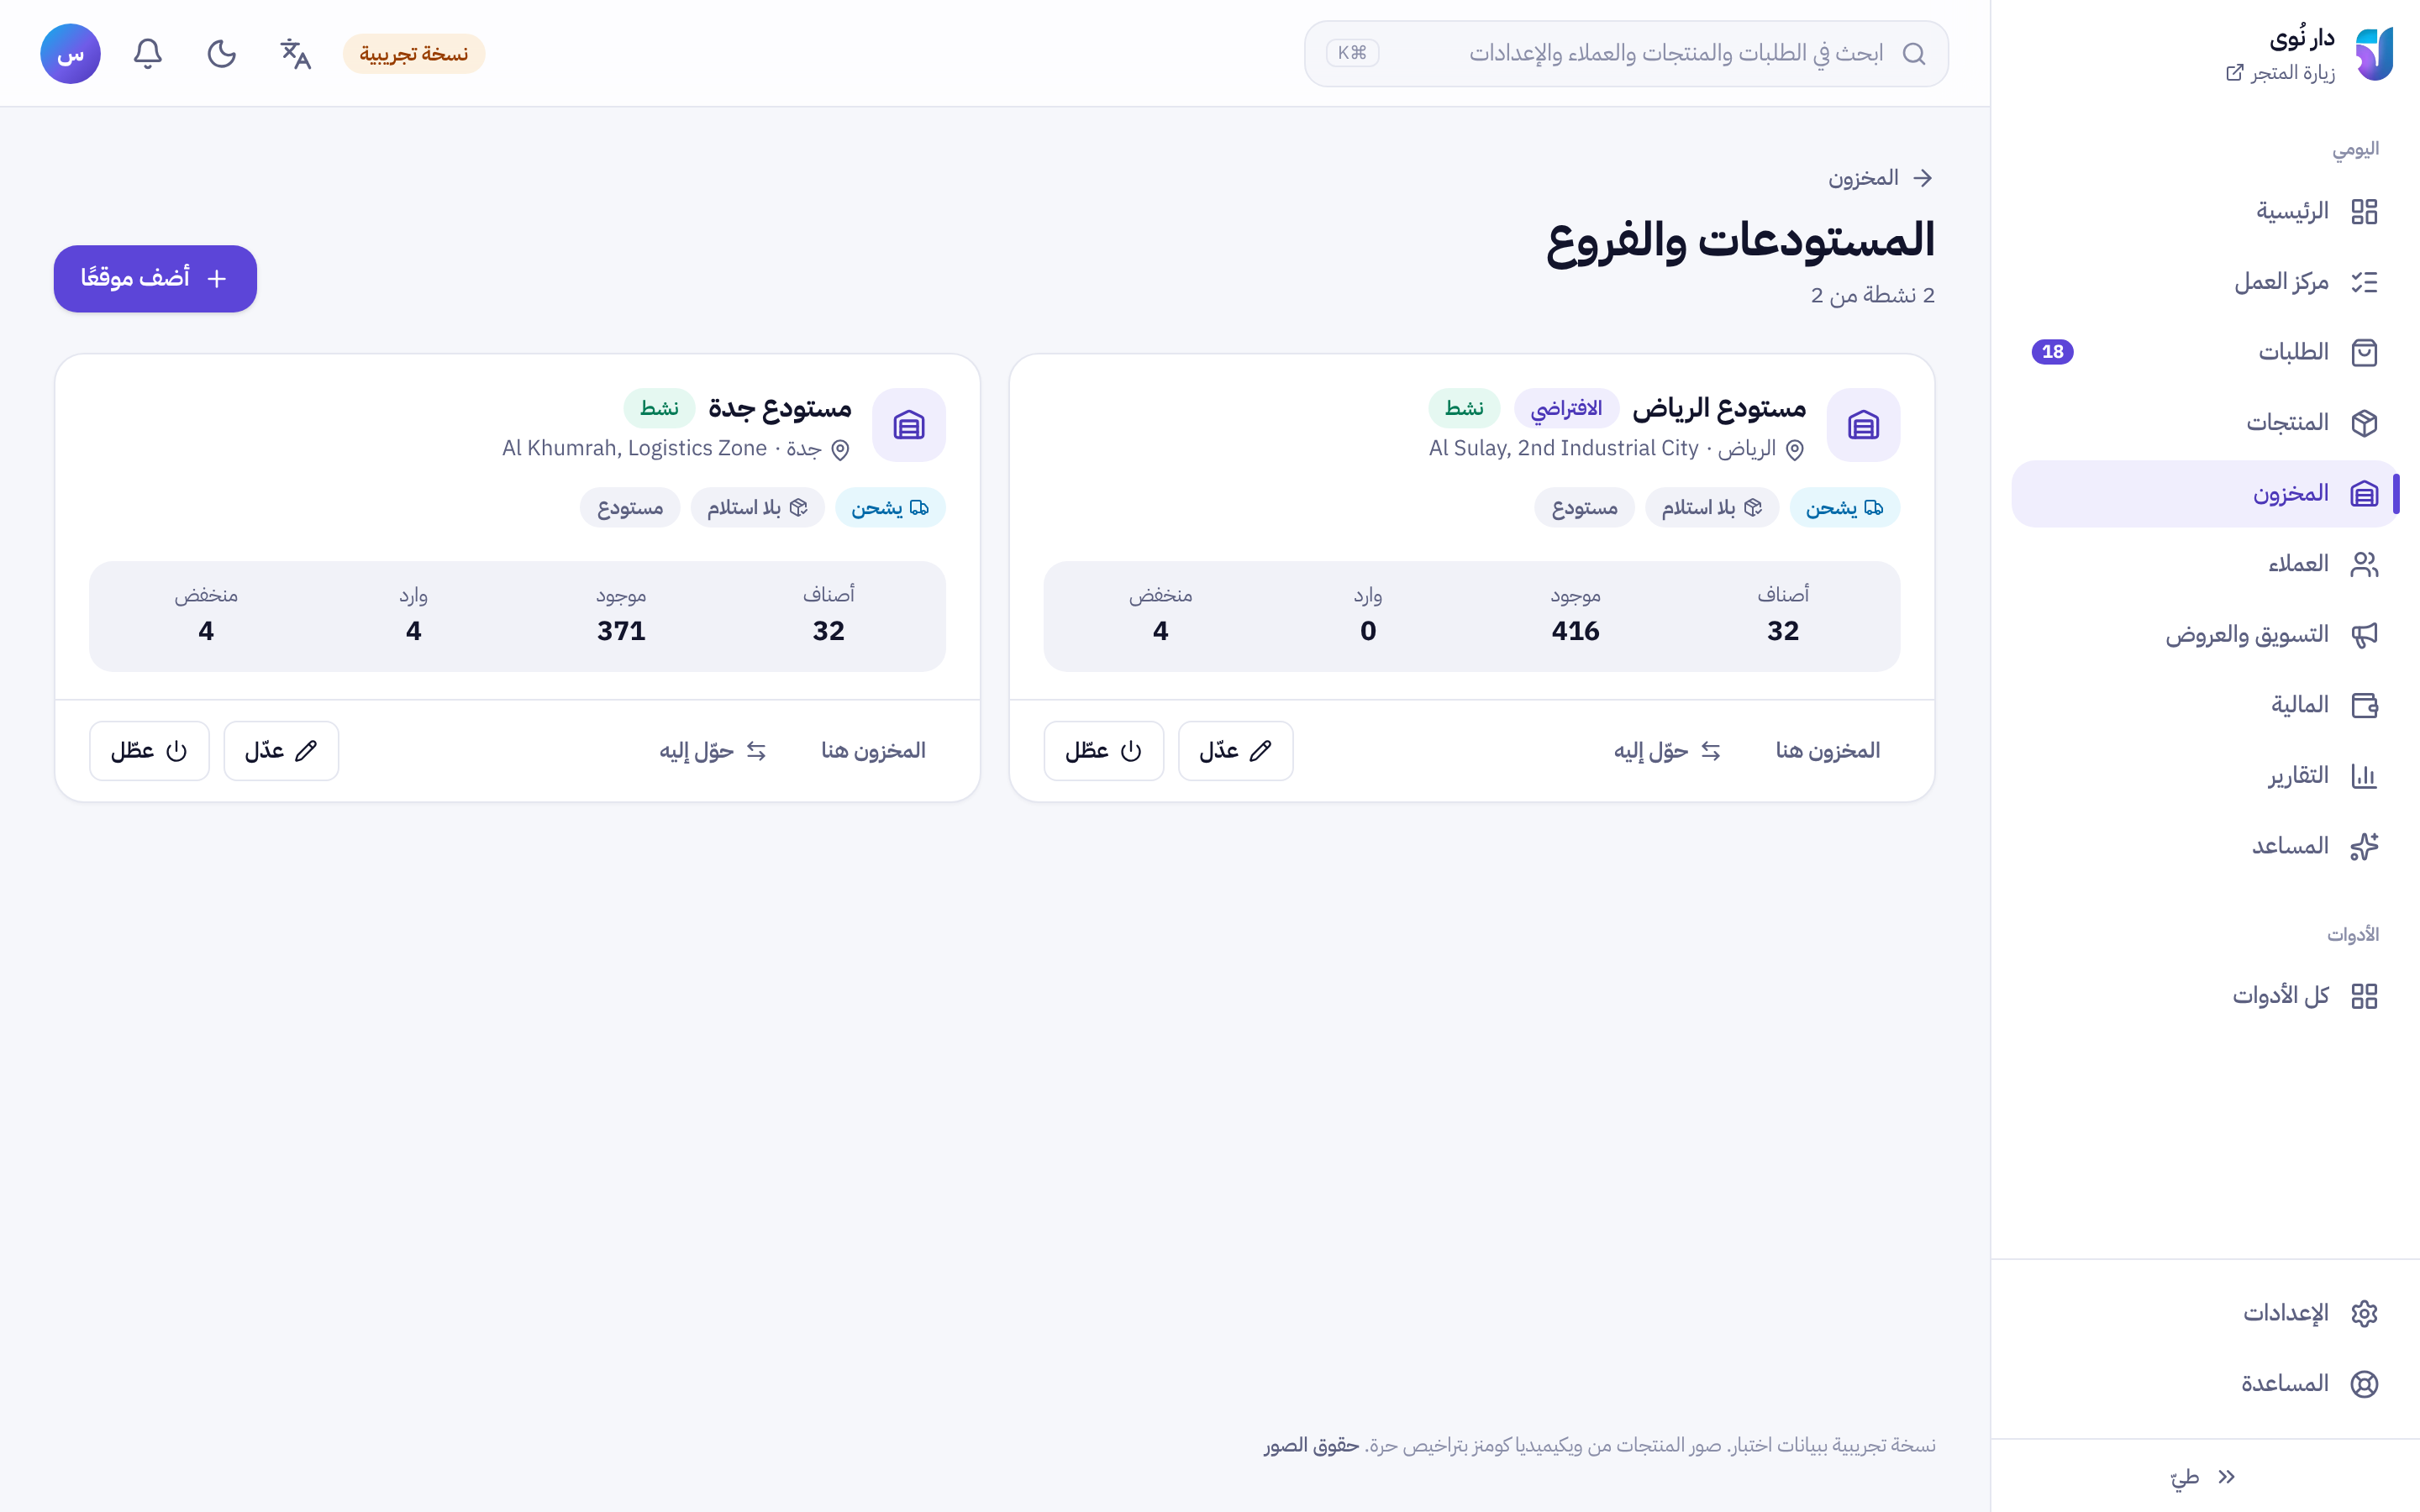 دار نُوى
زيارة المتجر
اليومي
الرئيسية
مركز العمل
الطلبات
18
المنتجات
المخزون
العملاء
التسويق والعروض
المالية
التقارير
المساعد
الأدوات
كل الأدوات
الإعدادات
المساعدة
طيّ
ابحث في الطلبات والمنتجات والعملاء والإعدادات
⌘K
نسخة تجريبية
س
المخزون
المستودعات والفروع
2 نشطة من 2
أضف موقعًا
مستودع الرياض الافتراضي نشط
الرياض · Al Sulay, 2nd Industrial City
يشحن بلا استلام مستودع
أصناف موجود وارد منخفض
32 416 0 4
المخزون هنا حوّل إليه عدّل عطّل
مستودع جدة نشط
جدة · Al Khumrah, Logistics Zone
يشحن بلا استلام مستودع
أصناف موجود وارد منخفض
32 371 4 4
المخزون هنا حوّل إليه عدّل عطّل
نسخة تجريبية ببيانات اختبار. صور المنتجات من ويكيميديا كومنز بتراخيص حرة. حقوق الصور